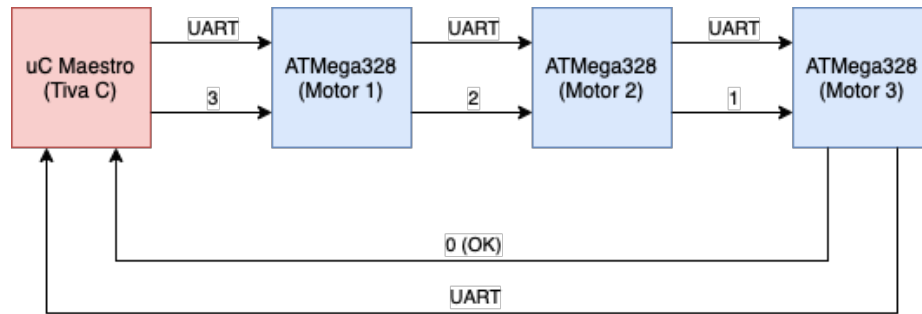 UART
UART
UART
uC Maestro
(Tiva C)
ATMega328
(Motor 1)
ATMega328
(Motor 2)
ATMega328
(Motor 3)
3
2
1
0 (OK)
UART